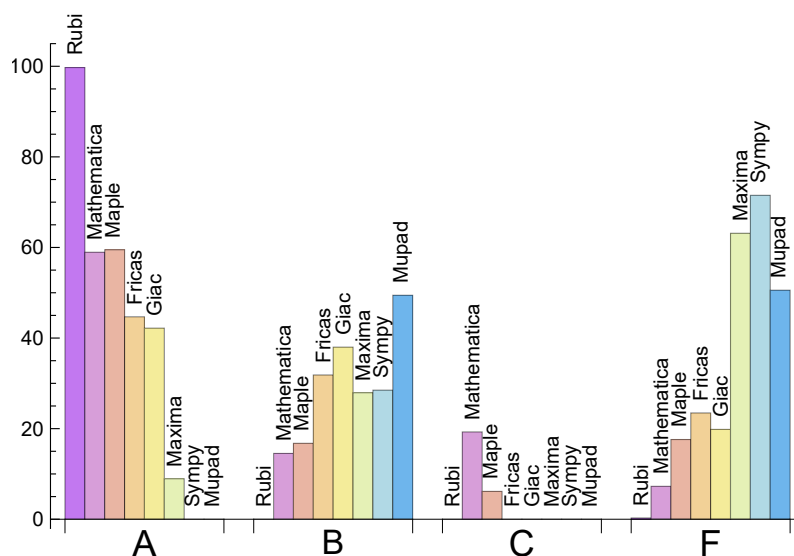 100
80
60
40
20
0
Rubi
Mathematica
Maple
Fricas
Giac
Maxima
Sympy
Mupad
Rubi
Mathematica
Maple
Fricas
Giac
Maxima
Sympy
Mupad
Rubi
Mathematica
Maple
Fricas
Giac
Maxima
Sympy
Mupad
Rubi
Mathematica
Maple
Fricas
Giac
Maxima
Sympy
Mupad
A
B
C
F